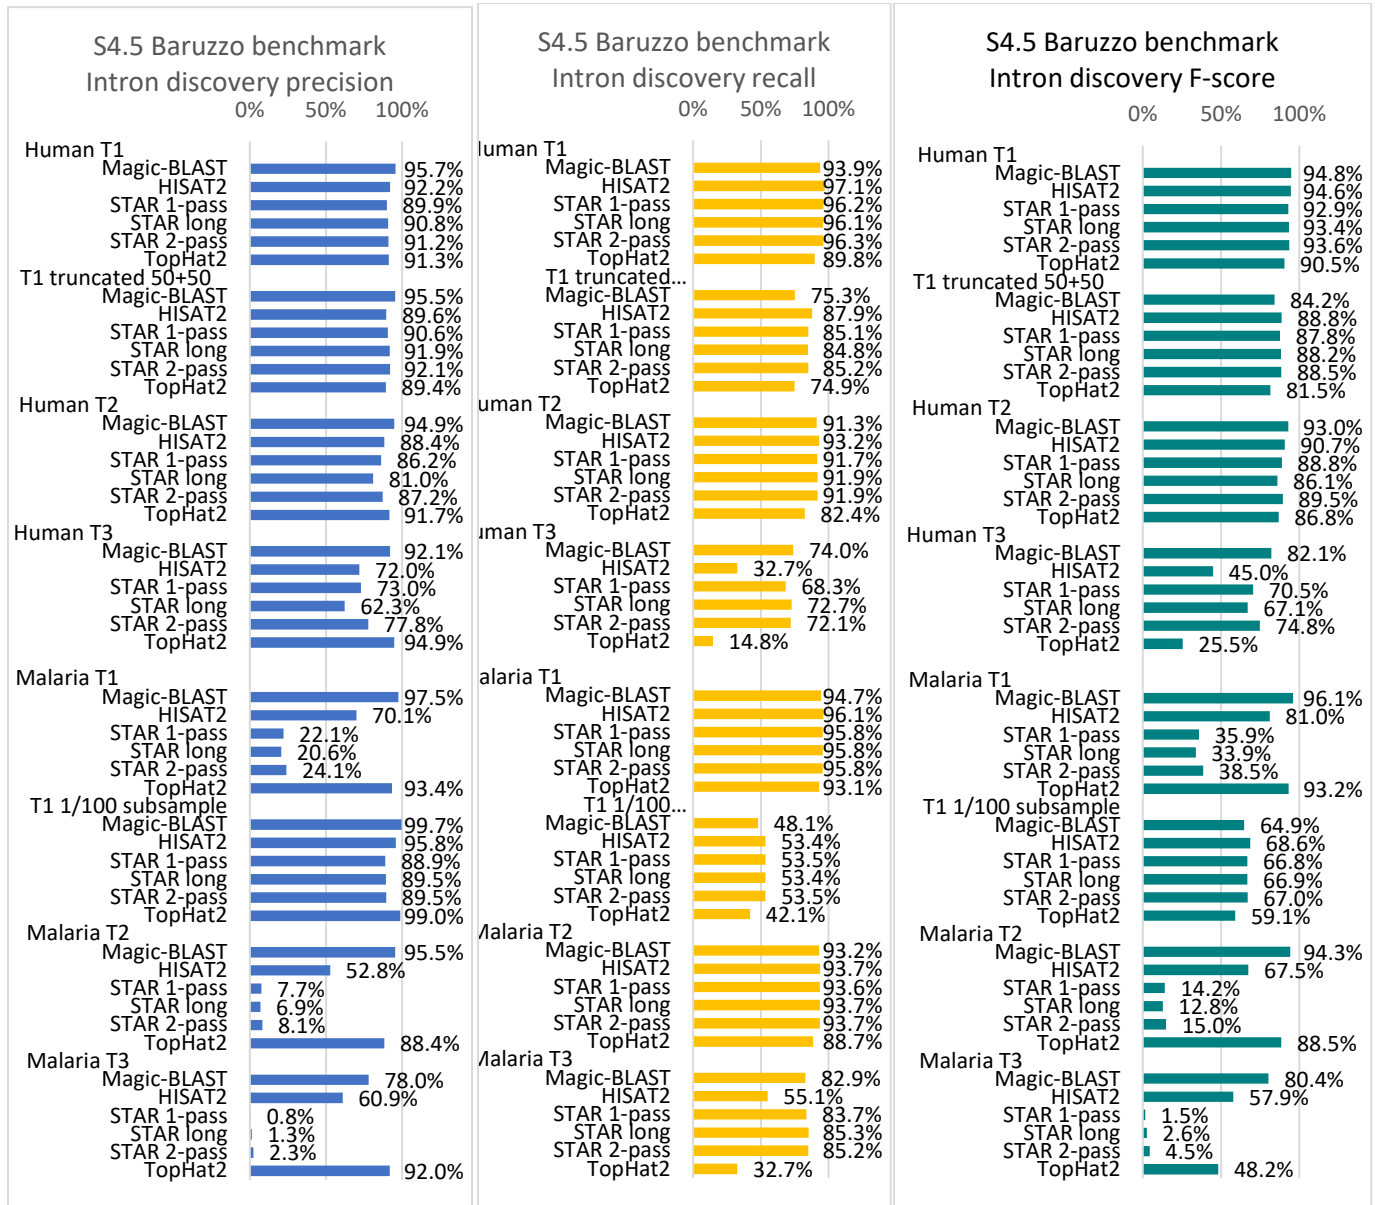 S4.5 Baruzzo benchmark
Intron discovery precision
0% 50% 100%
Human T1
Magic-BLAST 95.7%
HISAT2 92.2%
STAR 1-pass 89.9%
STAR long 90.8%
STAR 2-pass 91.2%
TopHat2 91.3%
T1 truncated 50+50
Magic-BLAST 95.5%
HISAT2 89.6%
STAR 1-pass 90.6%
STAR long 91.9%
STAR 2-pass 92.1%
TopHat2 89.4%
Human T2
Magic-BLAST 94.9%
HISAT2 88.4%
STAR 1-pass 86.2%
STAR long 81.0%
STAR 2-pass 87.2%
TopHat2 91.7%
Human T3
Magic-BLAST 92.1%
HISAT2 72.0%
STAR 1-pass 73.0%
STAR long 62.3%
STAR 2-pass 77.8%
TopHat2 94.9%
Malaria T1
Magic-BLAST 97.5%
HISAT2 70.1%
STAR 1-pass 22.1%
STAR long 20.6%
STAR 2-pass 24.1%
TopHat2 93.4%
T1 1/100 subsample
Magic-BLAST 99.7%
HISAT2 95.8%
STAR 1-pass 88.9%
STAR long 89.5%
STAR 2-pass 89.5%
TopHat2 99.0%
Malaria T2
Magic-BLAST 95.5%
HISAT2 52.8%
STAR 1-pass 7.7%
STAR long 6.9%
STAR 2-pass 8.1%
TopHat2 88.4%
Malaria T3
Magic-BLAST 78.0%
HISAT2 60.9%
STAR 1-pass 0.8%
STAR long 1.3%
STAR 2-pass 2.3%
TopHat2 92.0%
S4.5 Baruzzo benchmark
Intron discovery recall
0% 50% 100%
uman T1
Magic-BLAST 93.9%
HISAT2 97.1%
STAR 1-pass 96.2%
STAR long 96.1%
STAR 2-pass 96.3%
TopHat2 89.8%
T1 truncated...
Magic-BLAST 75.3%
HISAT2 87.9%
STAR 1-pass 85.1%
STAR long 84.8%
STAR 2-pass 85.2%
TopHat2 74.9%
uman T2
Magic-BLAST 91.3%
HISAT2 93.2%
STAR 1-pass 91.7%
STAR long 91.9%
STAR 2-pass 91.9%
TopHat2 82.4%
uman T3
Magic-BLAST 74.0%
HISAT2 32.7%
STAR 1-pass 68.3%
STAR long 72.7%
STAR 2-pass 72.1%
TopHat2 14.8%
alaria T1
Magic-BLAST 94.7%
HISAT2 96.1%
STAR 1-pass 95.8%
STAR long 95.8%
STAR 2-pass 95.8%
TopHat2 93.1%
T1 1/100...
Magic-BLAST 48.1%
HISAT2 53.4%
STAR 1-pass 53.5%
STAR long 53.4%
STAR 2-pass 53.5%
TopHat2 42.1%
Malaria T2
Magic-BLAST 93.2%
HISAT2 93.7%
STAR 1-pass 93.6%
STAR long 93.7%
STAR 2-pass 93.7%
TopHat2 88.7%
Malaria T3
Magic-BLAST 82.9%
HISAT2 55.1%
STAR 1-pass 83.7%
STAR long 85.3%
STAR 2-pass 85.2%
TopHat2 32.7%
S4.5 Baruzzo benchmark
Intron discovery F-score
0% 50% 100%
Human T1
Magic-BLAST 94.8%
HISAT2 94.6%
STAR 1-pass 92.9%
STAR long 93.4%
STAR 2-pass 93.6%
TopHat2 90.5%
T1 truncated 50+50
Magic-BLAST 84.2%
HISAT2 88.8%
STAR 1-pass 87.8%
STAR long 88.2%
STAR 2-pass 88.5%
TopHat2 81.5%
Human T2
Magic-BLAST 93.0%
HISAT2 90.7%
STAR 1-pass 88.8%
STAR long 86.1%
STAR 2-pass 89.5%
TopHat2 86.8%
Human T3
Magic-BLAST 82.1%
HISAT2 45.0%
STAR 1-pass 70.5%
STAR long 67.1%
STAR 2-pass 74.8%
TopHat2 25.5%
Malaria T1
Magic-BLAST 96.1%
HISAT2 81.0%
STAR 1-pass 35.9%
STAR long 33.9%
STAR 2-pass 38.5%
TopHat2 93.2%
T1 1/100 subsample
Magic-BLAST 64.9%
HISAT2 68.6%
STAR 1-pass 66.8%
STAR long 66.9%
STAR 2-pass 67.0%
TopHat2 59.1%
Malaria T2
Magic-BLAST 94.3%
HISAT2 67.5%
STAR 1-pass 14.2%
STAR long 12.8%
STAR 2-pass 15.0%
TopHat2 88.5%
Malaria T3
Magic-BLAST 80.4%
HISAT2 57.9%
STAR 1-pass 1.5%
STAR long 2.6%
STAR 2-pass 4.5%
TopHat2 48.2%